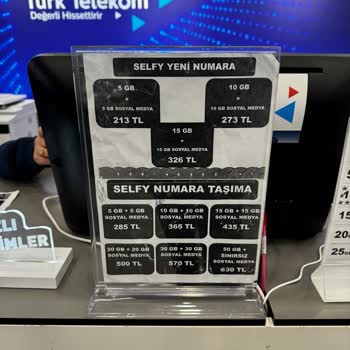 Türk Telekom
Değerli Hissettirir
SELFY YENİ NUMARA
5 GB
+
5 GB SOSYAL MEDYA
213 TL
10 GB
+
10 GB SOSYAL MEDYA
273 TL
15 GB
+
15 GB SOSYAL MEDYA
326 TL
SELFY NUMARA TAŞIMA
5 GB + 5 GB
SOSYAL MEDYA
285 TL
10 GB + 10 GB
SOSYAL MEDYA
365 TL
15 GB + 15 GB
SOSYAL MEDYA
435 TL
20 GB + 20 GB
SOSYAL MEDYA
500 TL
30 GB + 30 GB
SOSYAL MEDYA
570 TL
50 GB +
SINIRSIZ
SOSYAL MEDYA
630 TL